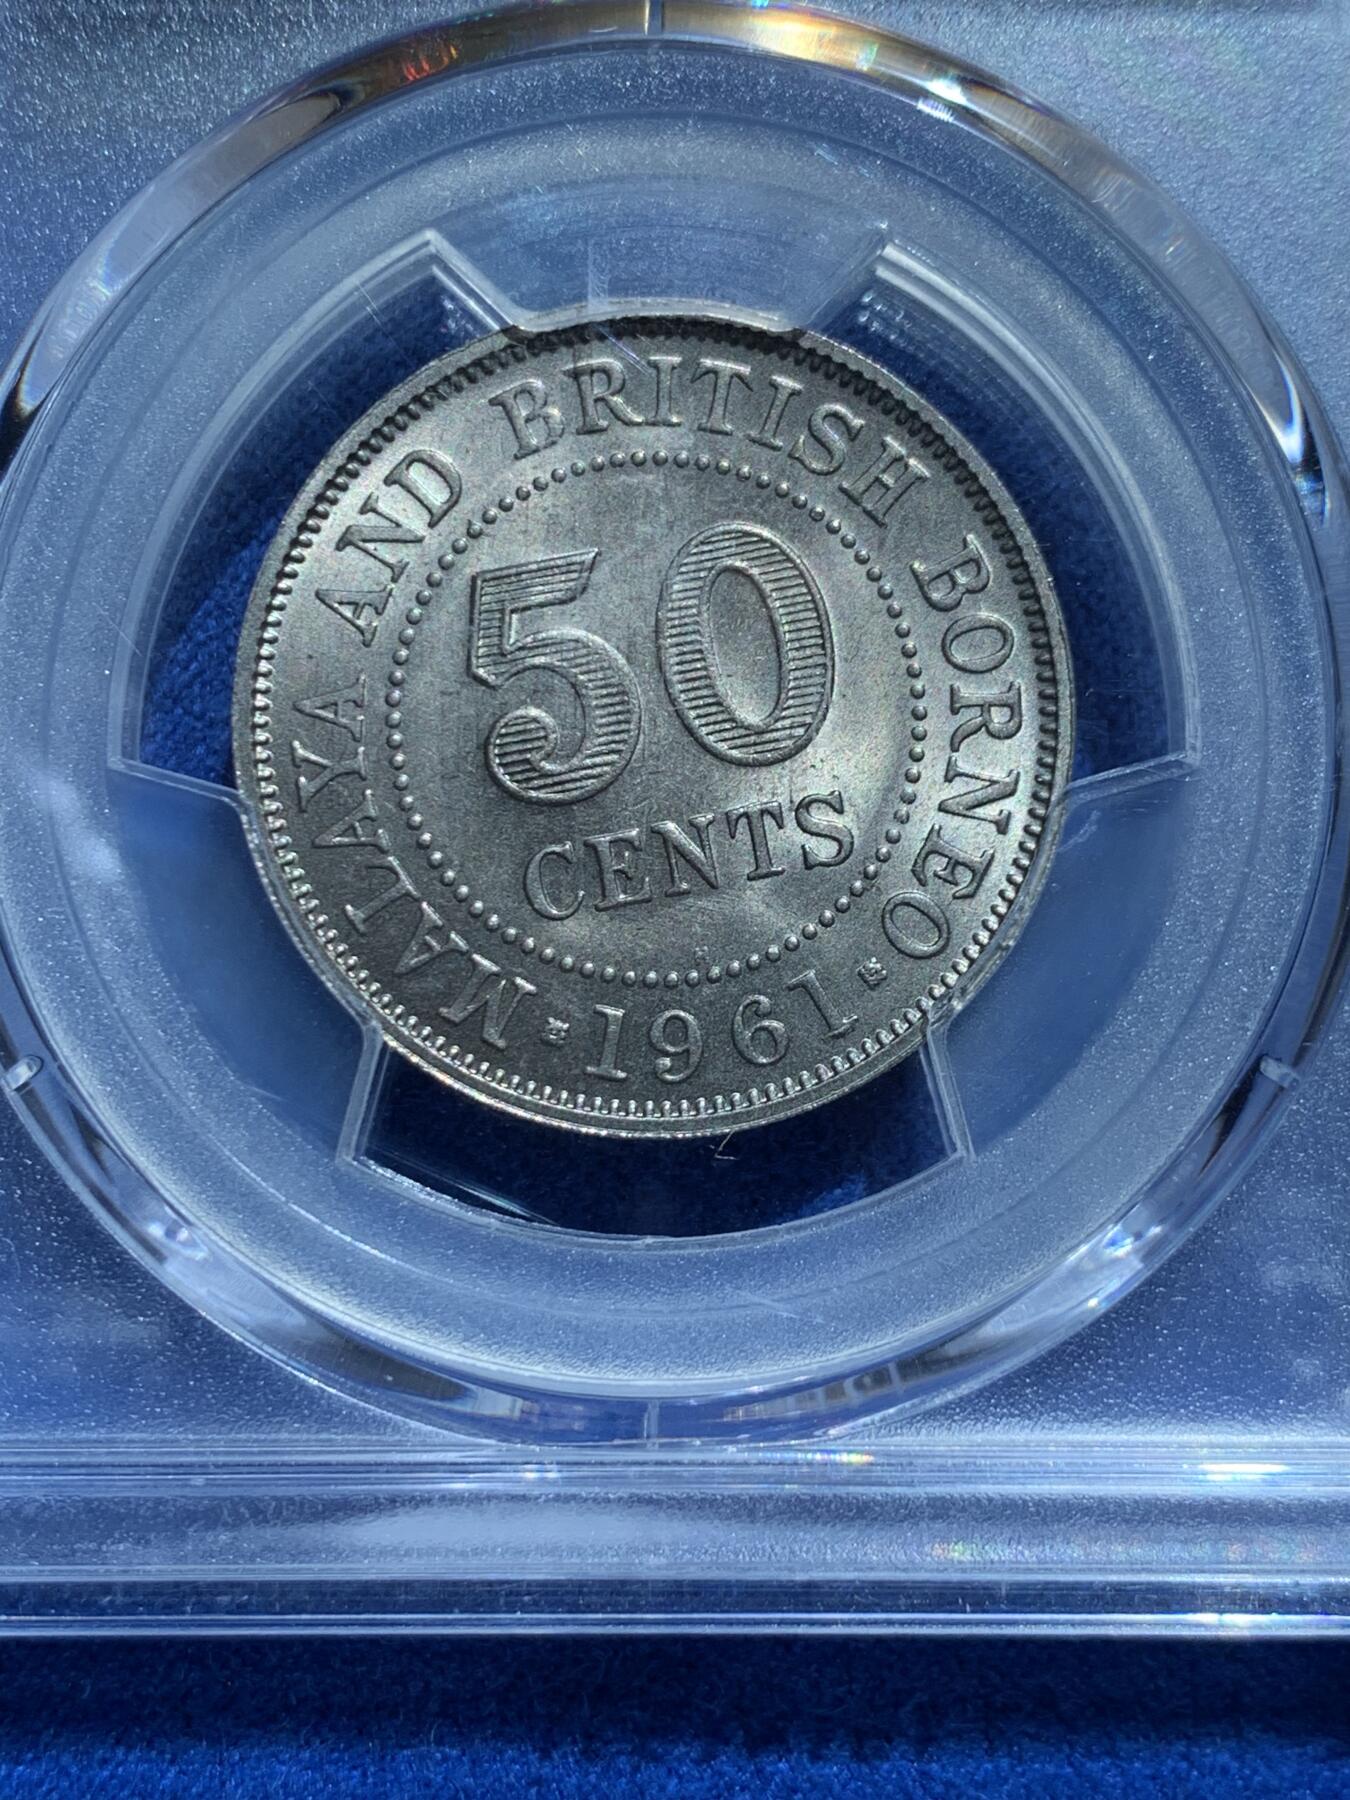 MALAYA AND BRITISH BORNEO
50
CENTS
1961